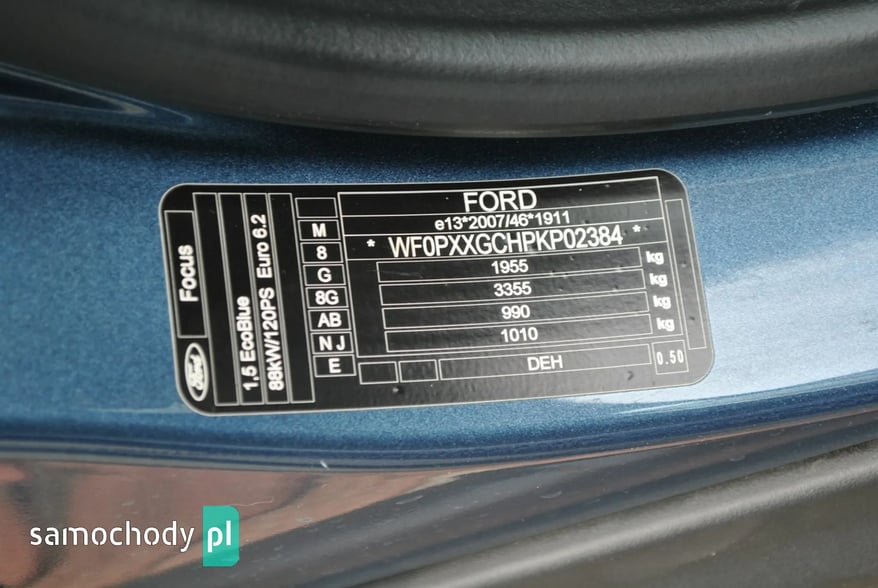 FORD
e13*2007/46*1911
* WF0PXXGCHPKP02384 *
1955 kg
3355 kg
990 kg
1010 kg
DEH 0.50
M
8
G
8G
AB
N J
E
Focus
Ford
1,5 EcoBlue
88kW/120PS Euro 6.2
samochody pl